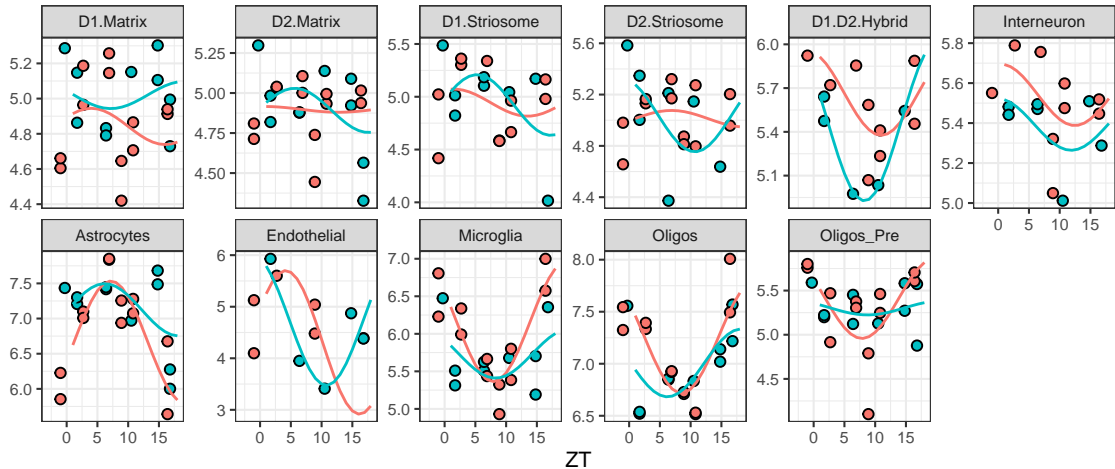 D1.Matrix D2.Matrix D1.Striosome D2.Striosome D1.D2.Hybrid Interneuron
5.2 5.25 5.5 5.6 6.0 5.8
5.0 5.00 5.0 5.2 5.7 5.6
4.8 4.75 4.5 4.8 5.4 5.4
4.6 4.50 4.0 4.4 5.1 5.2
4.4 5.0
Astrocytes Endothelial Microglia Oligos Oligos_Pre
7.5 6 7.0 8.0 5.5
7.0 5 6.5 7.5 5.0
6.5 4 6.0 7.0 4.5
6.0 3 5.5 6.5
5.0
0 5 10 15 0 5 10 15 0 5 10 15 0 5 10 15 0 5 10 15
ZT